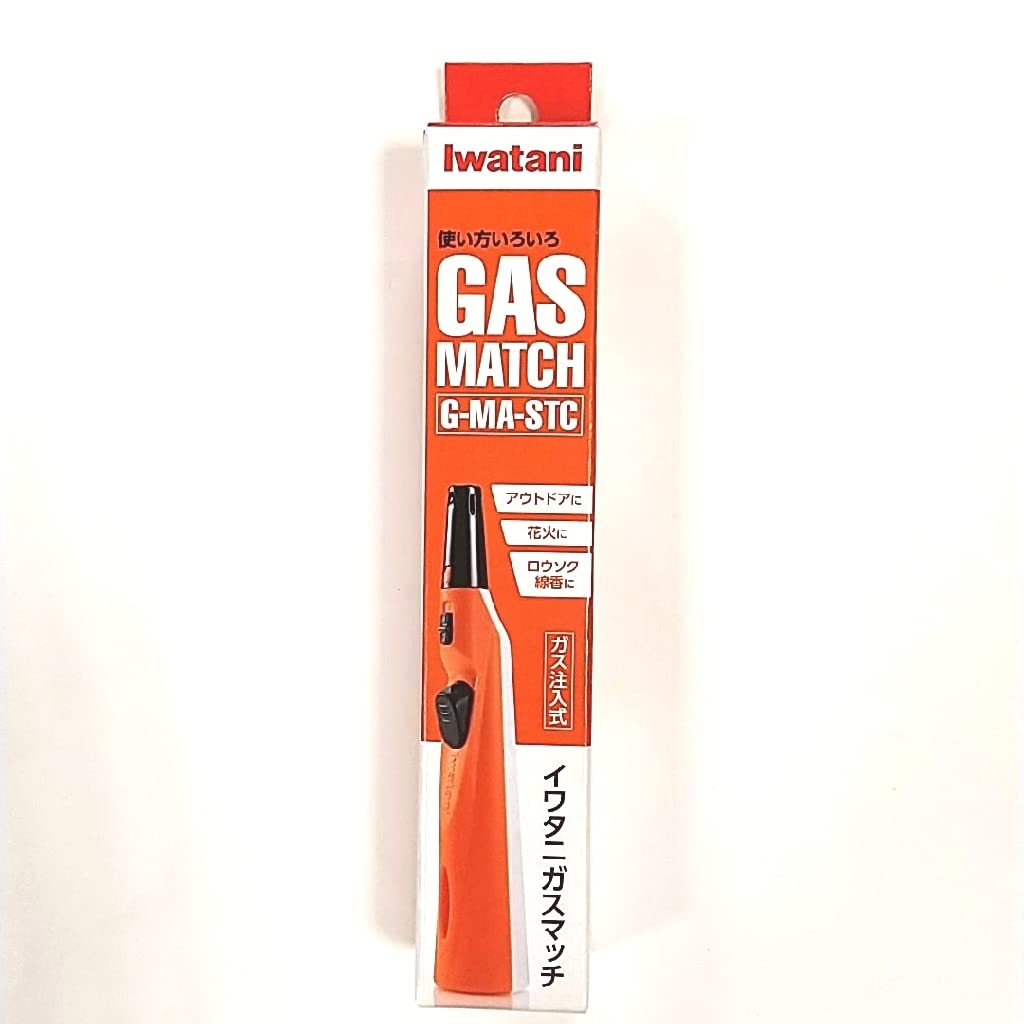 Iwatani
使い方いろいろ
GAS
MATCH
G-MA-STC
アウトドアに
花火に
ロウソク
線香に
ガス注入式
イワタニガスマッチ